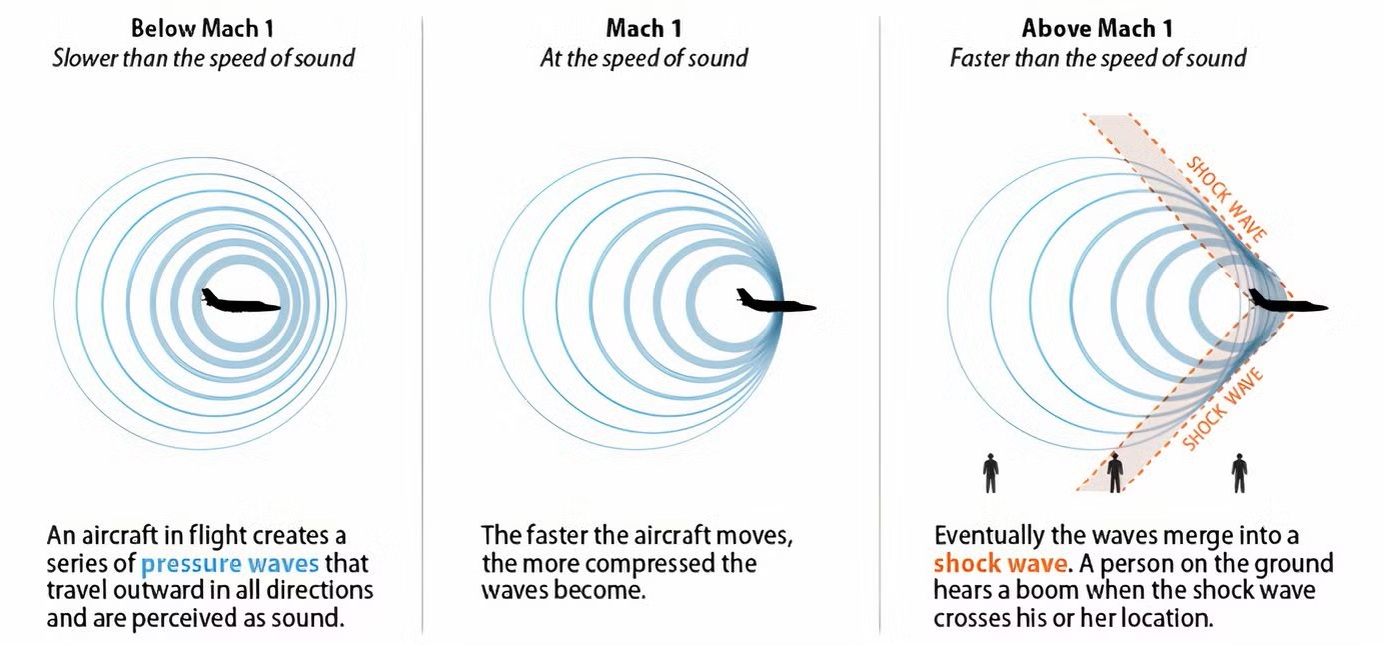 Below Mach 1
Slower than the speed of sound
An aircraft in flight creates a
series of pressure waves that
travel outward in all directions
and are perceived as sound.
Mach 1
At the speed of sound
The faster the aircraft moves,
the more compressed the
waves become.
Above Mach 1
Faster than the speed of sound
SHOCK WAVE
SHOCK WAVE
Eventually the waves merge into a
shock wave. A person on the ground
hears a boom when the shock wave
crosses his or her location.